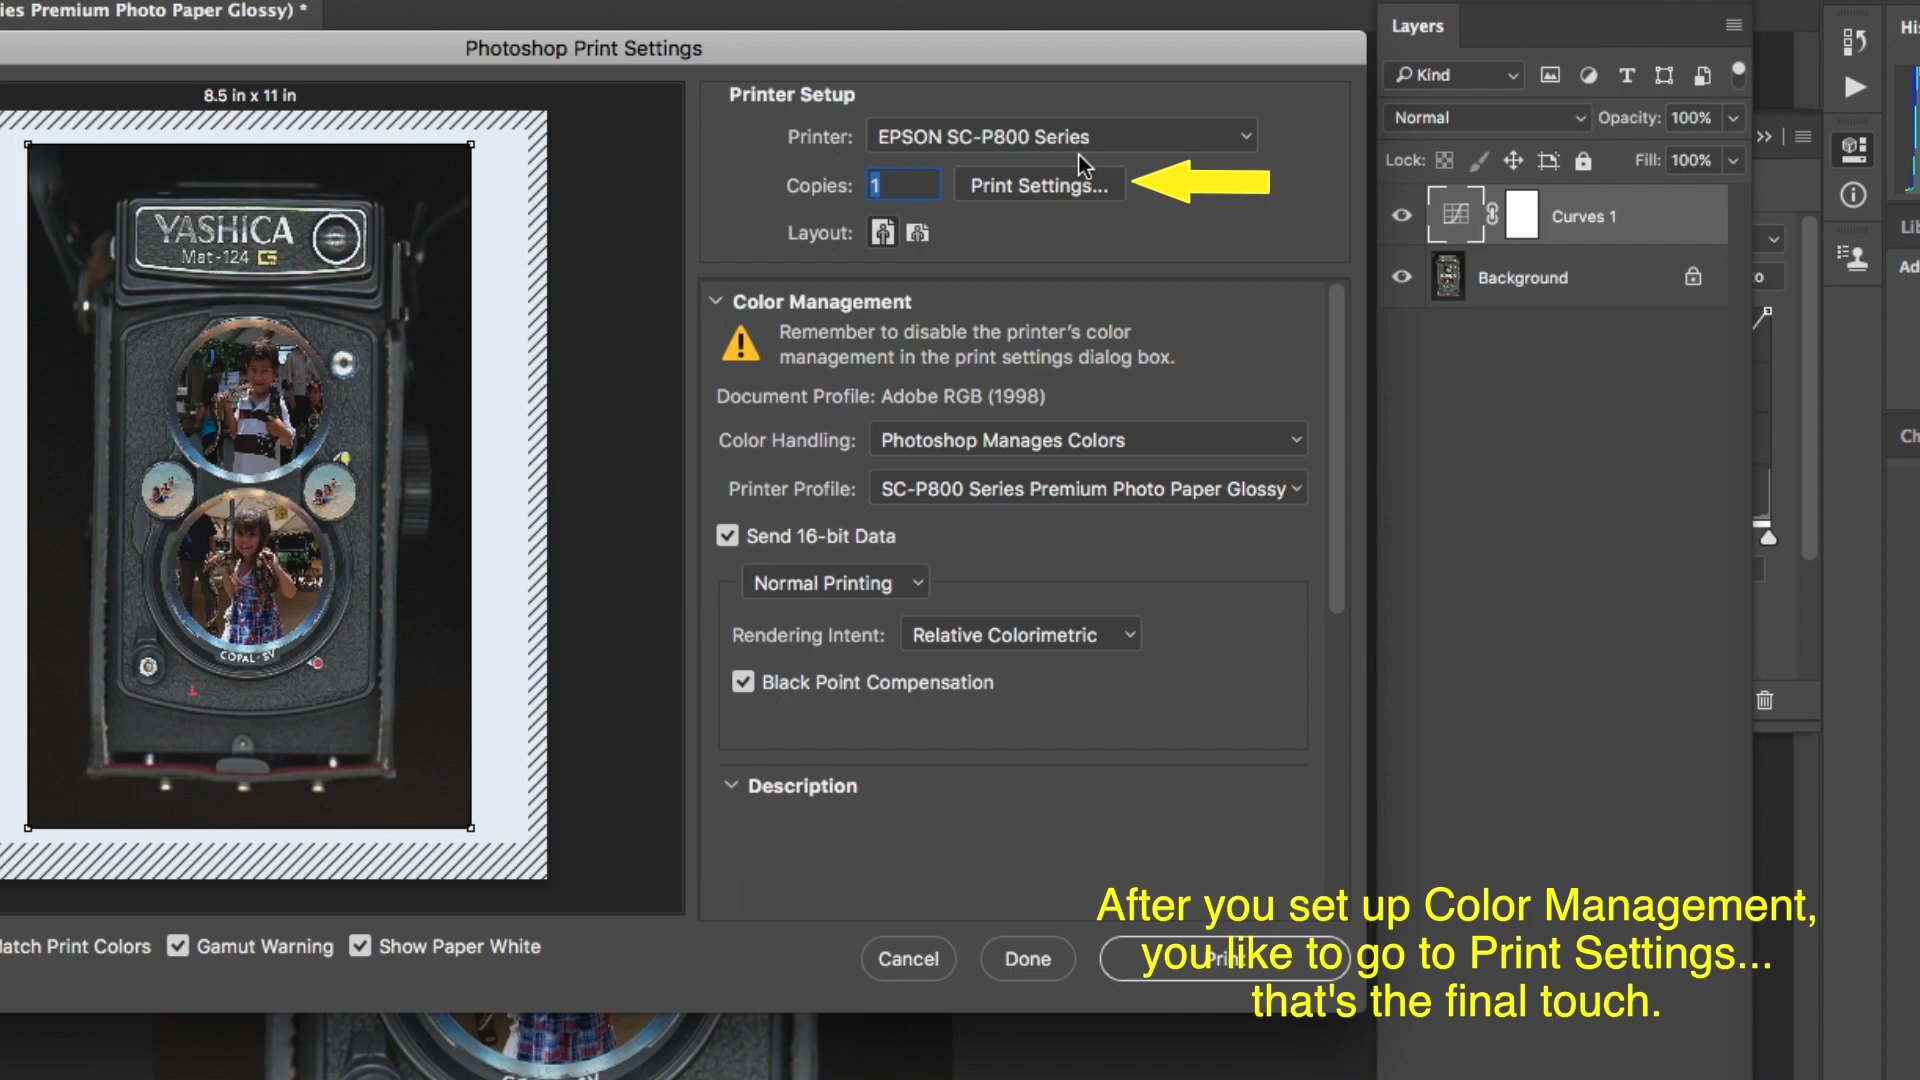 ies Premium Photo Paper Glossy) *
Photoshop Print Settings
8.5 in x 11 in
YASHICA
Mat-124 G
COPAL-SV
Printer Setup
Printer: EPSON SC-P800 Series
Copies: 1 Print Settings...
Layout:
Color Management
Remember to disable the printer's color
management in the print settings dialog box.
Document Profile: Adobe RGB (1998)
Color Handling: Photoshop Manages Colors
Printer Profile: SC-P800 Series Premium Photo Paper Glossy
Send 16-bit Data
Normal Printing
Rendering Intent: Relative Colorimetric
Black Point Compensation
Description
Match Print Colors Gamut Warning Show Paper White
Cancel Done Print
Layers
Kind
Normal Opacity: 100%
Lock: Fill: 100%
Curves 1
Background
His
Lib
Ad
Ch
After you set up Color Management,
you like to go to Print Settings...
that's the final touch.